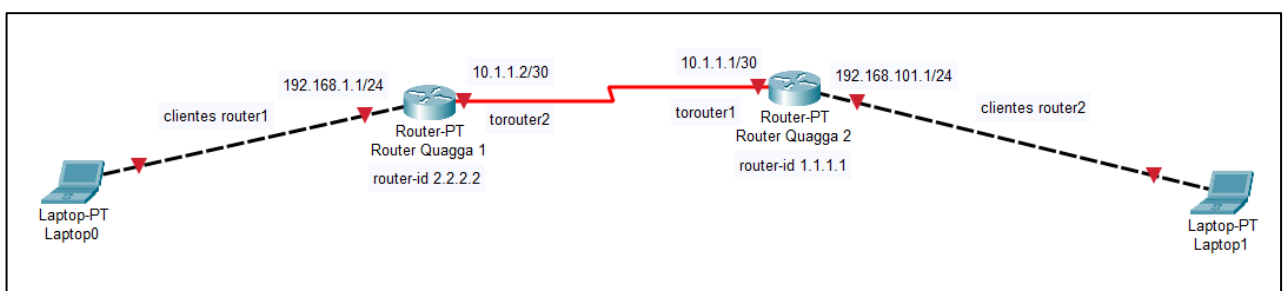 192.168.1.1/24
10.1.1.2/30
10.1.1.1/30
192.168.101.1/24
clientes router1
torouter2
torouter1
clientes router2
Router-PT
Router Quagga 1
router-id 2.2.2.2
Router-PT
Router Quagga 2
router-id 1.1.1.1
Laptop-PT
Laptop0
Laptop-PT
Laptop1